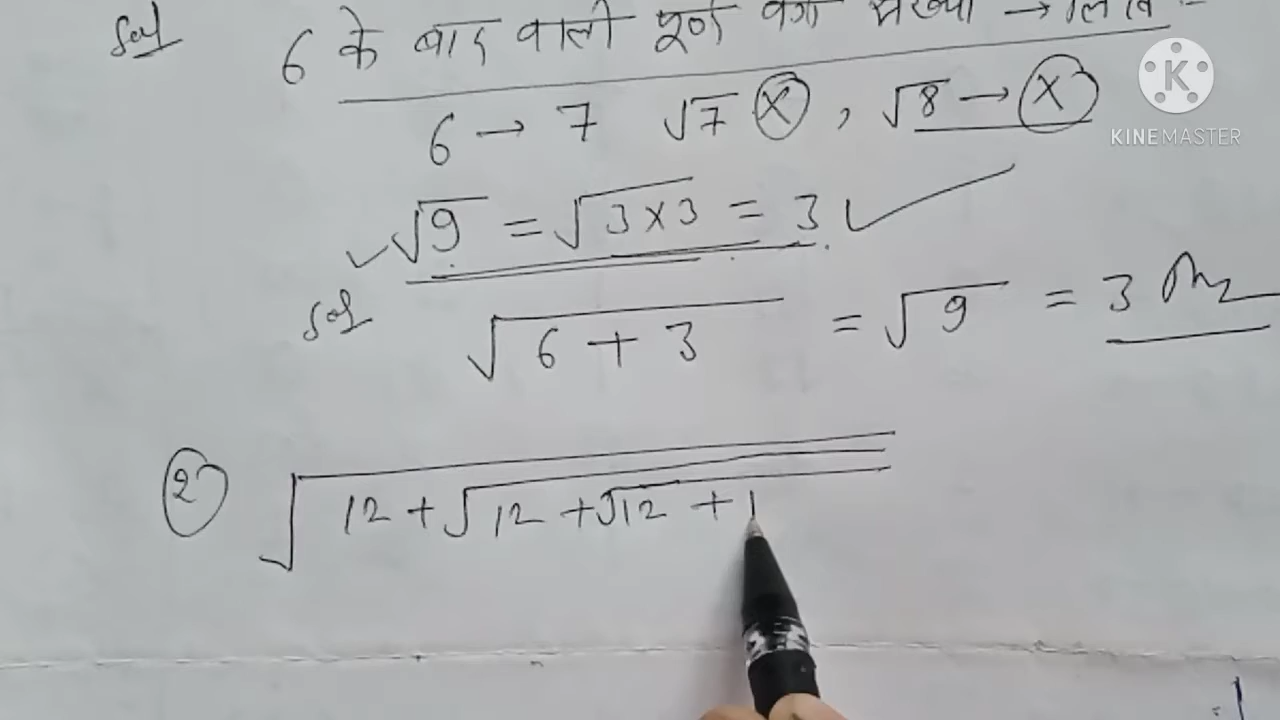 Sol 6 के बाद वाली पूर्ण वर्ग संख्या →
6 → 7 √7 (X) , √8 → (X)
✓√9 = √3×3 = 3 ✓
Sol √6 + 3 = √9 = 3 Ans
(2) √12 + √12 + √12 + 1
KINEMASTER